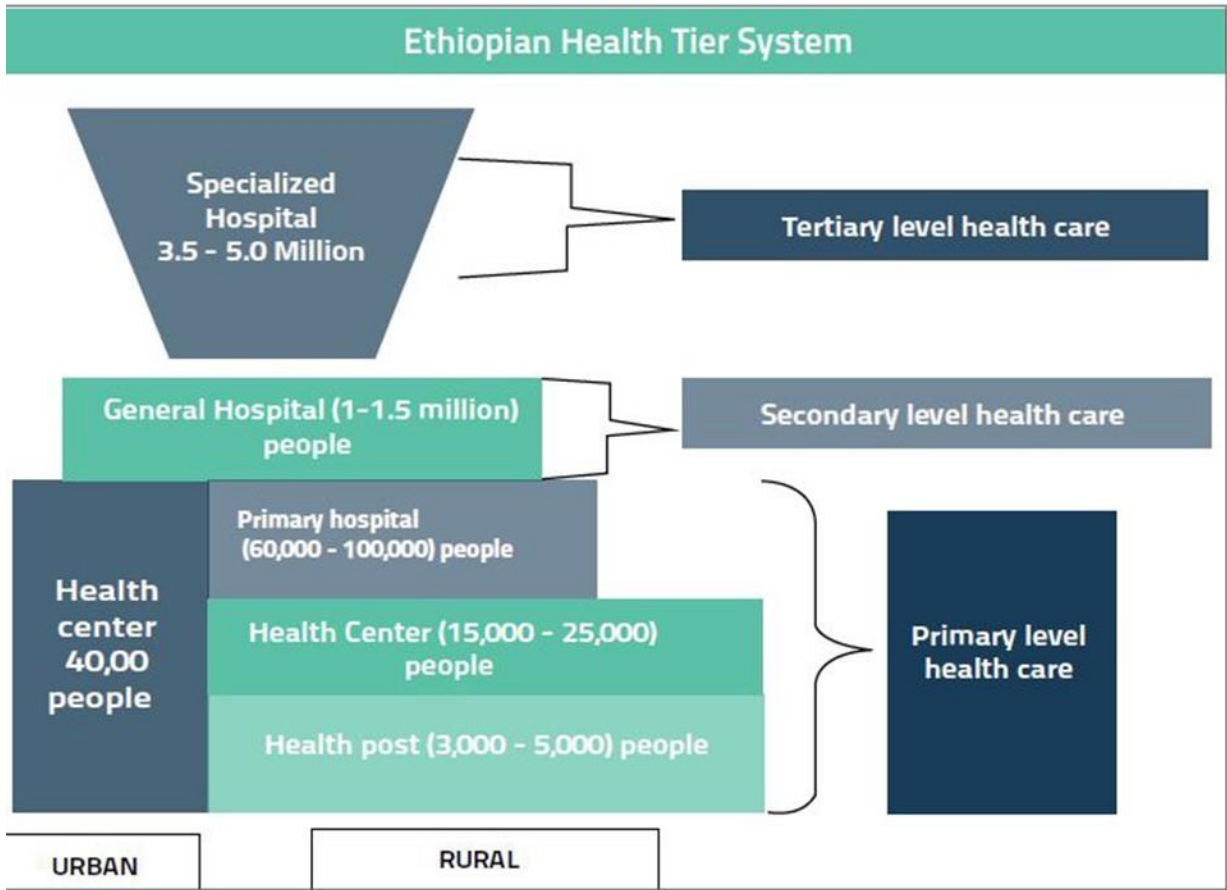 Ethiopian Health Tier System
Specialized
Hospital
3.5 - 5.0 Million
Tertiary level health care
General Hospital (1-1.5 million)
people
Secondary level health care
Health
center
40,00
people
Primary hospital
(60,000 - 100,000) people
Health Center (15,000 - 25,000)
people
Health post (3,000 - 5,000) people
Primary level
health care
URBAN
RURAL